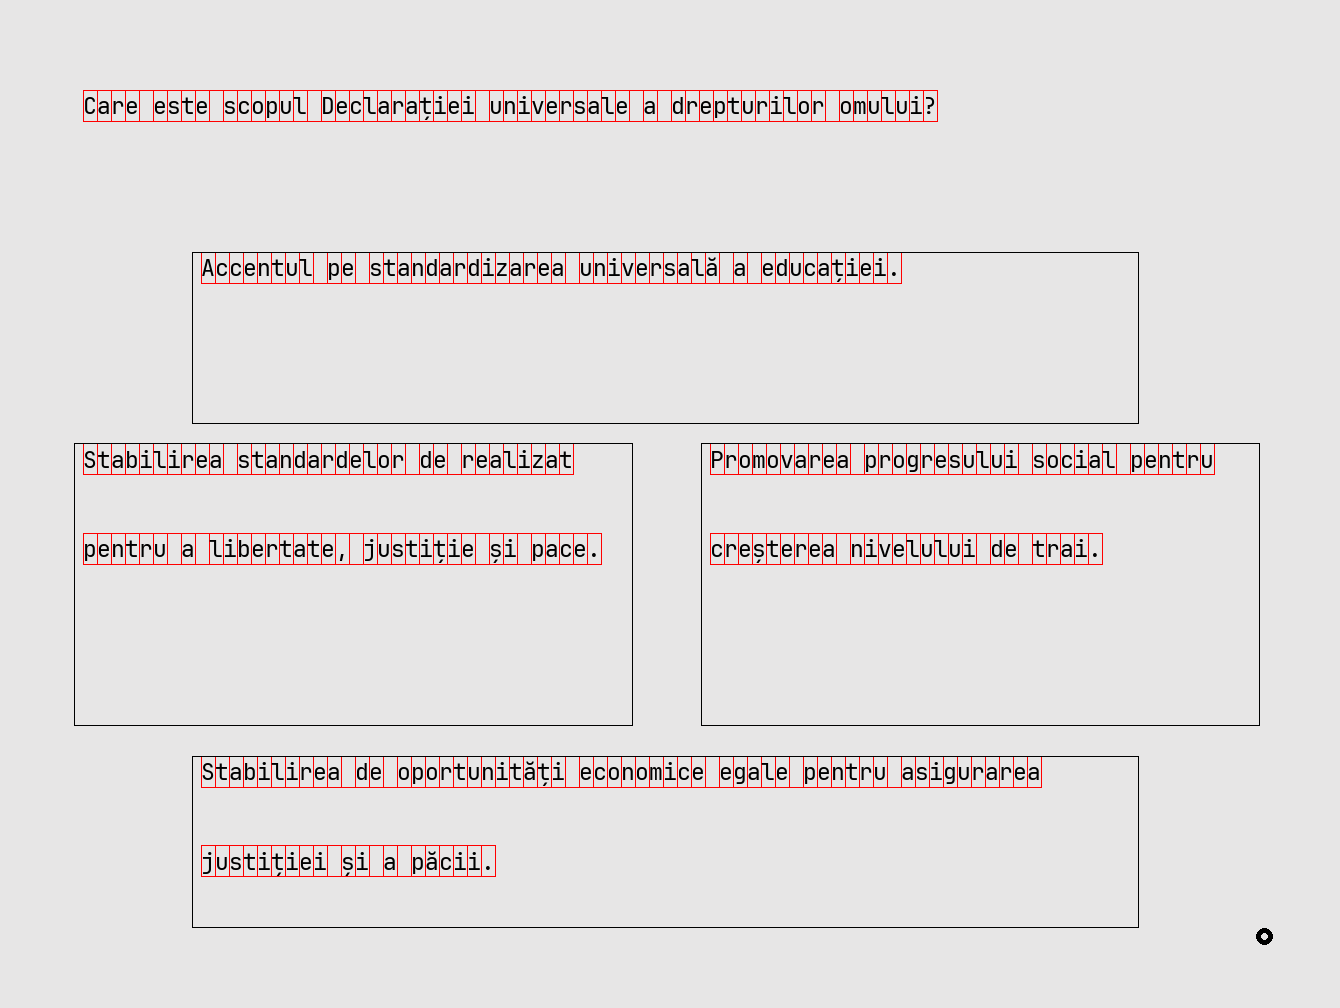 Care este scopul Declarației universale a drepturilor omului?
Accentul pe standardizarea universală a educației.
Stabilirea standardelor de realizat
pentru a libertate, justiție și pace.
Promovarea progresului social pentru
creșterea nivelului de trai.
Stabilirea de oportunități economice egale pentru asigurarea
justiției și a păcii.